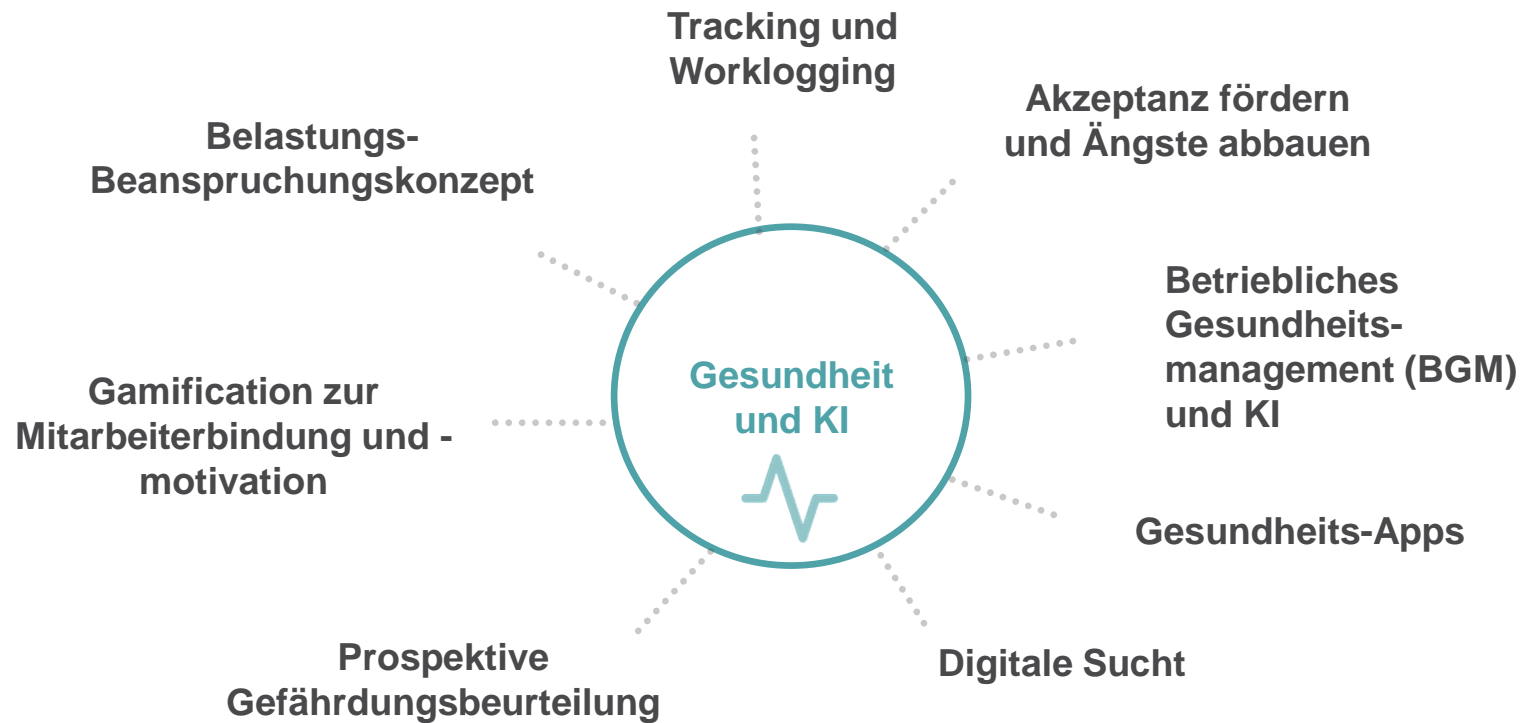 Tracking und
Worklogging
Akzeptanz fördern
und Ängste abbauen
Belastungs-
Beanspruchungskonzept
Betriebliches
Gesundheits-
management (BGM)
und KI
Gesundheit
und KI
Gamification zur
Mitarbeiterbindung und -
motivation
Gesundheits-Apps
Prospektive
Gefährdungsbeurteilung
Digitale Sucht